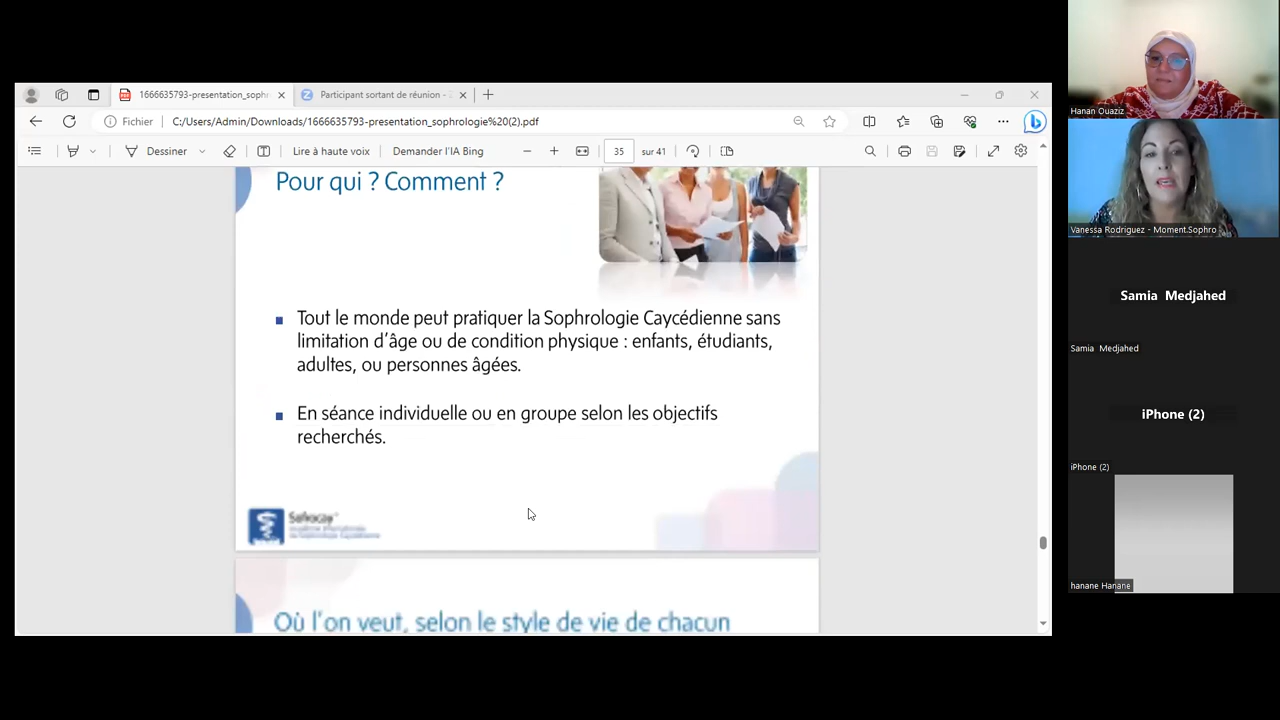 1666635793-presentation_sophr
Participant sortant de réunion - 
Fichier
C:/Users/Admin/Downloads/1666635793-presentation_sophrologie%20(2).pdf
Dessiner
Lire à haute voix
Demander l'IA Bing
35
sur 41
Pour qui ? Comment ?
Tout le monde peut pratiquer la Sophrologie Caycédienne sans
limitation d'âge ou de condition physique : enfants, étudiants,
adultes, ou personnes âgées.
En séance individuelle ou en groupe selon les objectifs
recherchés.
Sofrocay
Où l'on veut, selon le style de vie de chacun
Hanan Ouaziz
Vanessa Rodriguez - Moment.Sophro
Samia Medjahed
Samia Medjahed
iPhone (2)
iPhone (2)
hanane Hanane